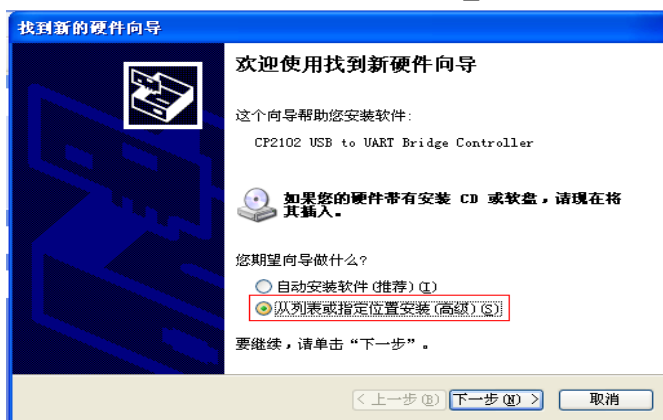 找到新的硬件向导
欢迎使用找到新硬件向导
这个向导帮助您安装软件:
CP2102 USB to UART Bridge Controller
如果您的硬件带有安装 CD 或软盘，请现在将
其插入。
您期望向导做什么?
自动安装软件(推荐)(I)
从列表或指定位置安装(高级)(S)
要继续，请单击“下一步”。
< 上一步(B) 下一步(N) > 取消